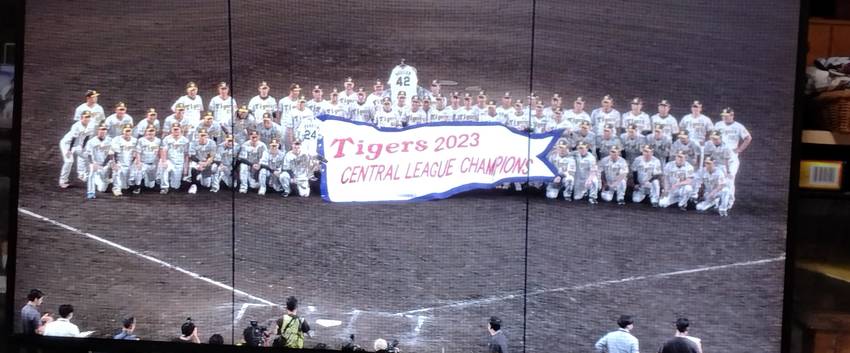 42
24
Tigers 2023
CENTRAL LEAGUE CHAMPIONS